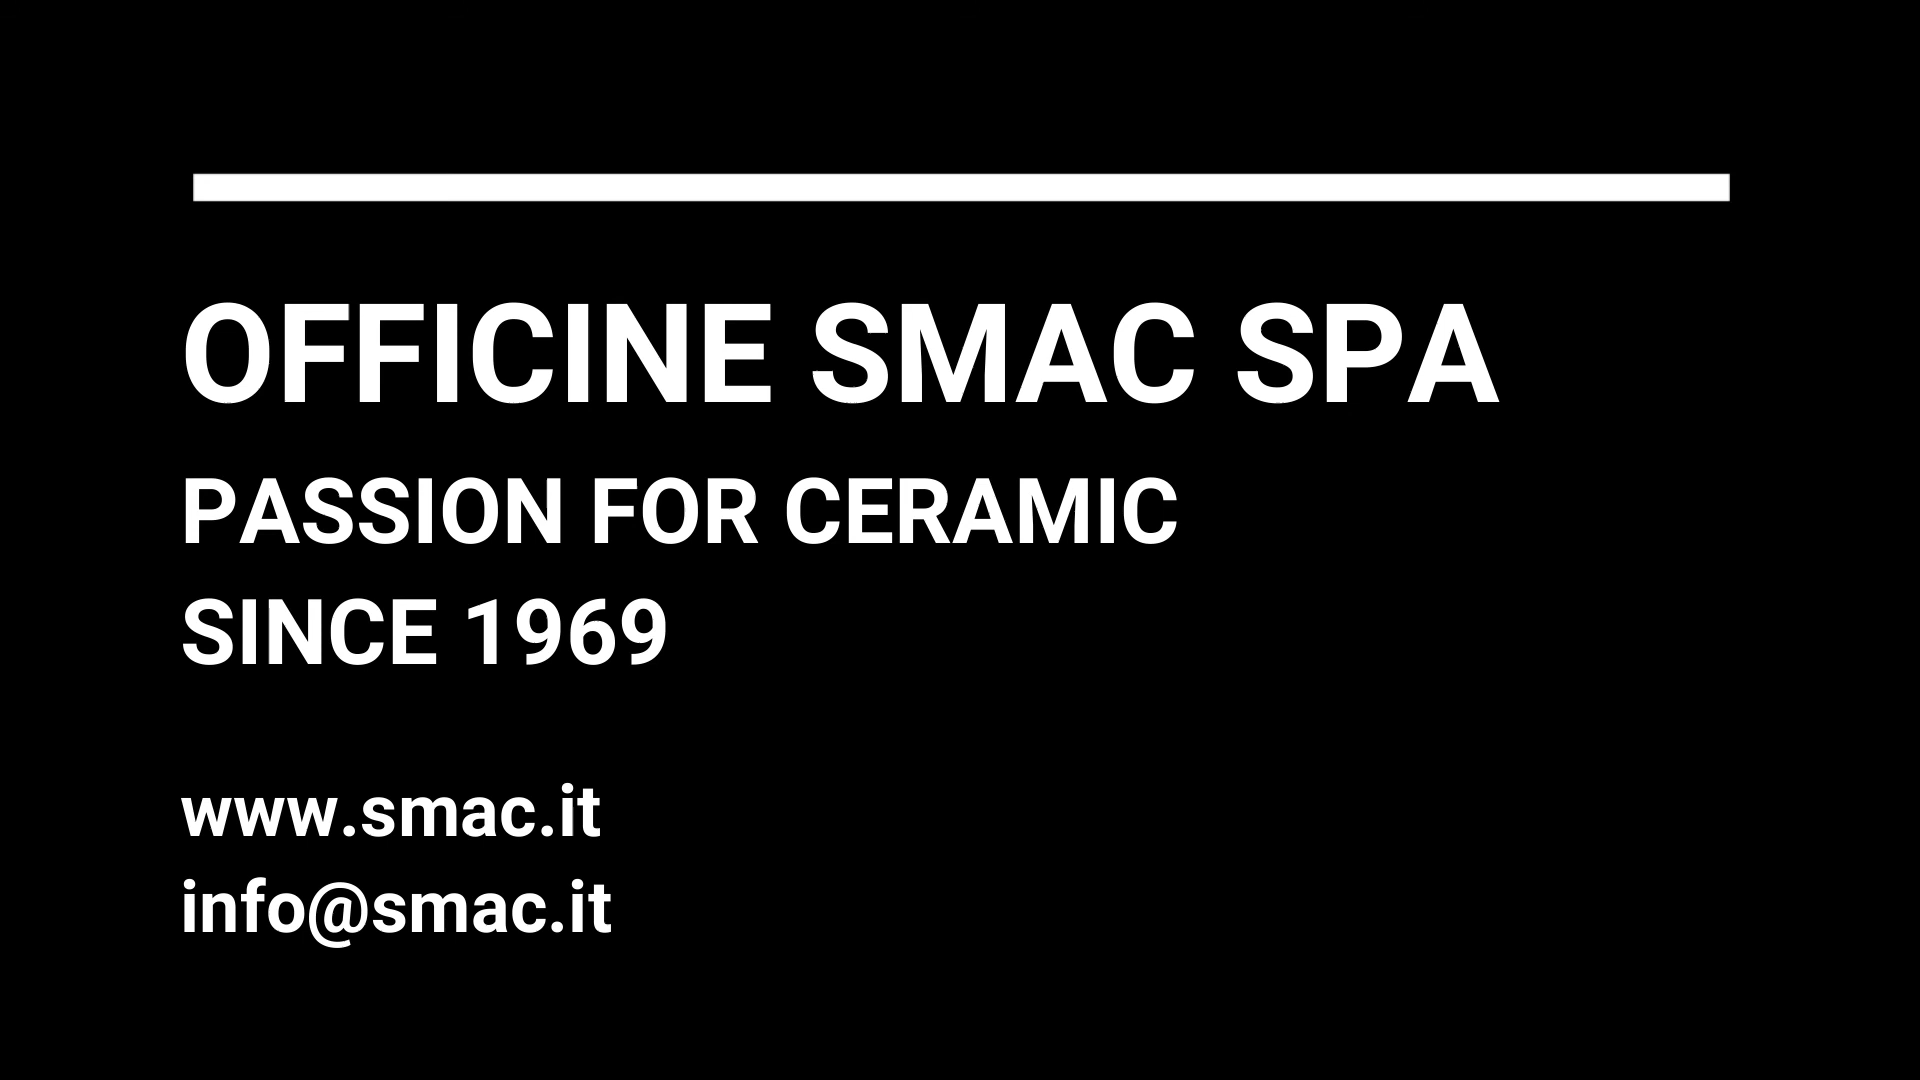 OFFICINE SMAC SPA
PASSION FOR CERAMIC
SINCE 1969
www.smac.it
info@smac.it